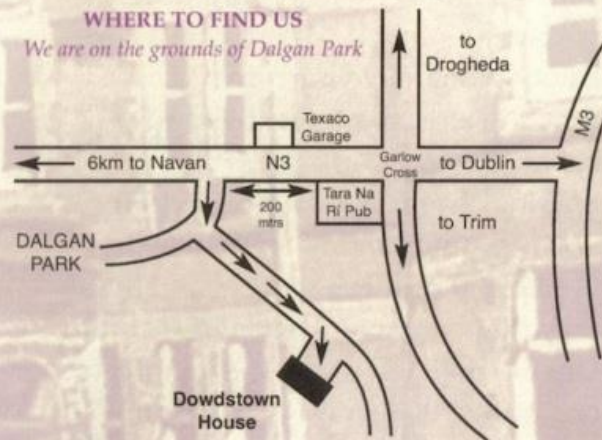 WHERE TO FIND US
We are on the grounds of Dalgan Park
to
Drogheda
M3
Texaco
Garage
6km to Navan
N3
Garlow
Cross
to Dublin
200
mtrs
Tara Na
Rí Pub
to Trim
DALGAN
PARK
Dowdstown
House